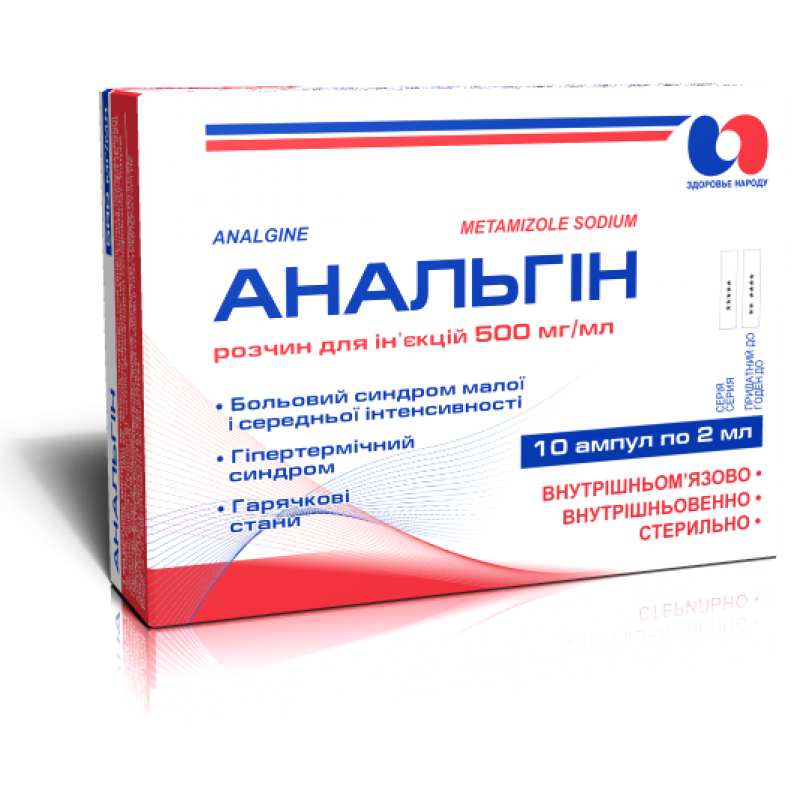 ЗДОРОВЬЕ НАРОДУ
ANALGINE
METAMIZOLE SODIUM
АНАЛЬГІН
розчин для ін'єкцій 500 мг/мл
• Больовий синдром малої
і середньої інтенсивності
• Гіпертермічний
синдром
• Гарячкові
стани
СЕРІЯ
СЕРИЯ
*****
ПРИДАТНИЙ ДО
ГОДЕН ДО
** ****
10 ампул по 2 мл
ВНУТРІШНЬОМ'ЯЗОВО •
ВНУТРІШНЬОВЕННО •
СТЕРИЛЬНО •
АНАЛЬГІН